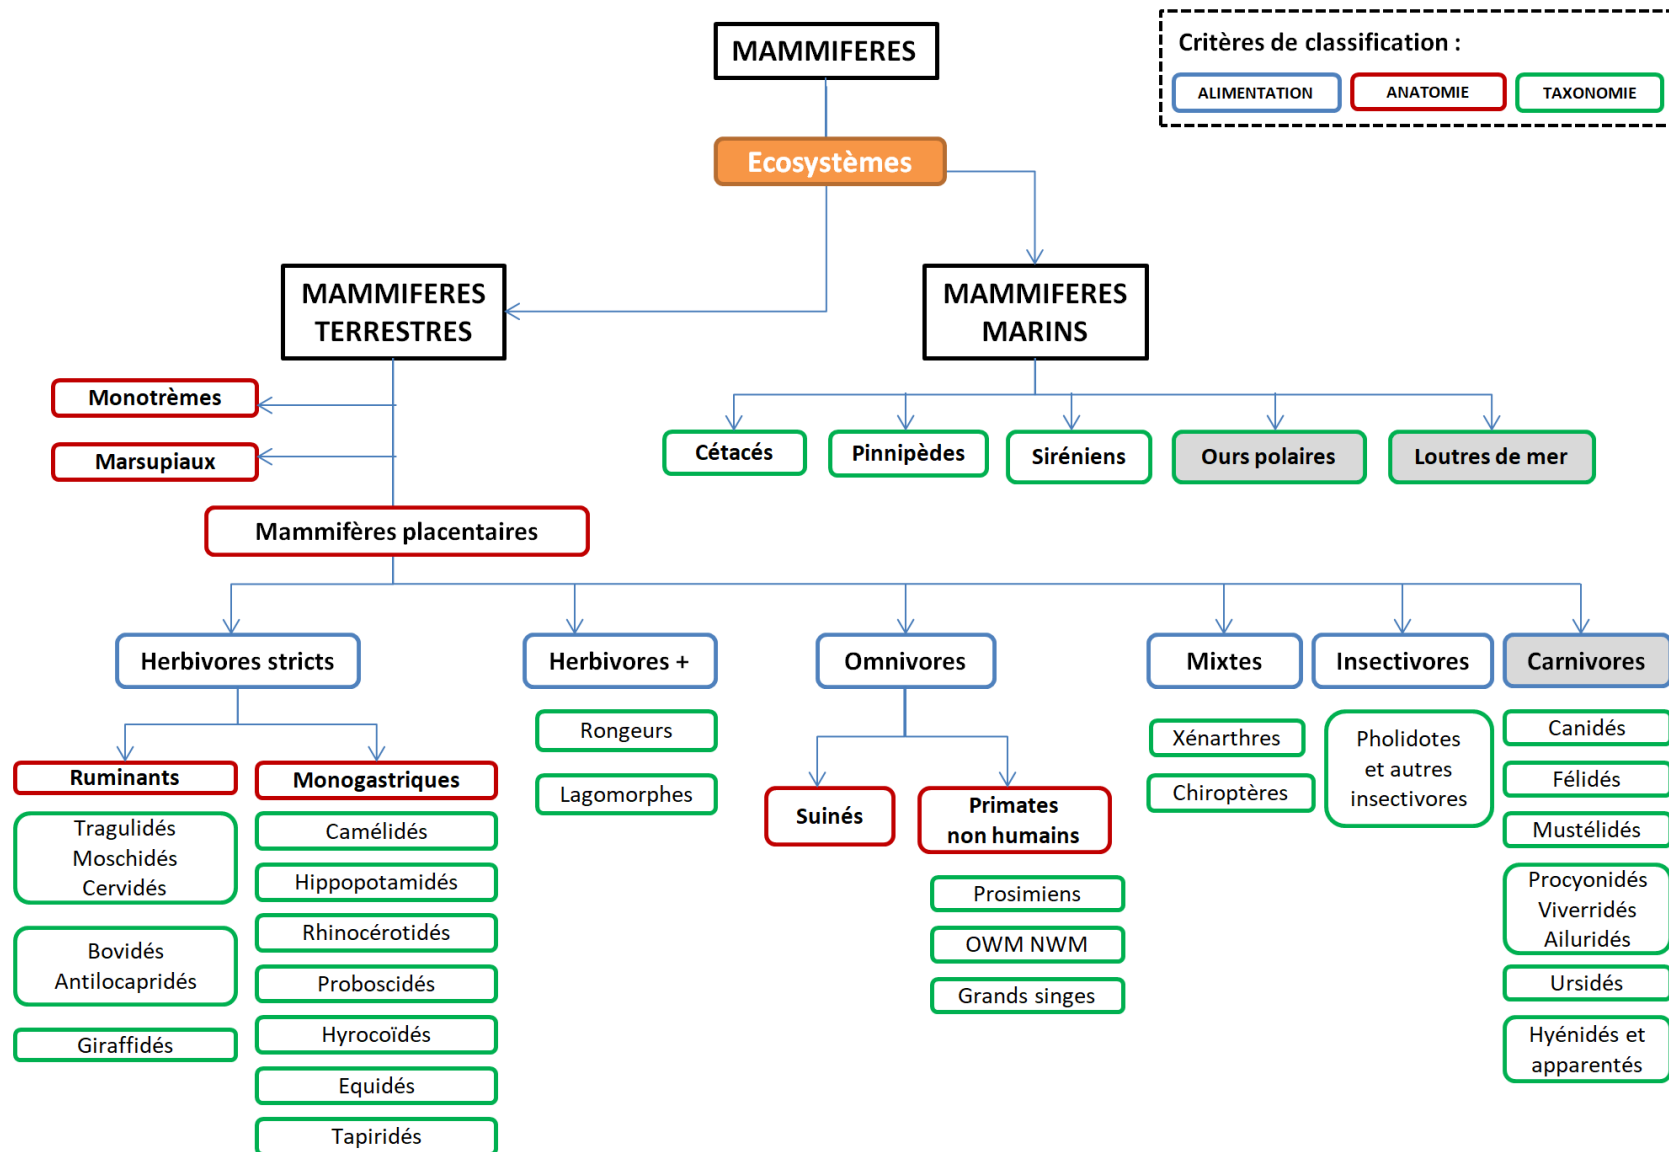 MAMMIFERES
Critères de classification :
ALIMENTATION
ANATOMIE
TAXONOMIE
Ecosystèmes
MAMMIFERES
TERRESTRES
MAMMIFERES
MARINS
Monotrèmes
Marsupiaux
Cétacés
Pinnipèdes
Siréniens
Ours polaires
Loutres de mer
Mammifères placentaires
Herbivores stricts
Herbivores +
Omnivores
Mixtes
Insectivores
Carnivores
Ruminants
Tragulidés
Moschidés
Cervidés
Bovidés
Antilocapridés
Giraffidés
Monogastriques
Camélidés
Hippopotamidés
Rhinocérotidés
Proboscidés
Hyrocoïdés
Equidés
Tapiridés
Rongeurs
Lagomorphes
Suinés
Primates
non humains
Prosimiens
OWM NWM
Grands singes
Xénarthres
Chiroptères
Pholidotes
et autres
insectivores
Canidés
Félidés
Mustélidés
Procyonidés
Viverridés
Ailuridés
Ursidés
Hyénidés et
apparentés